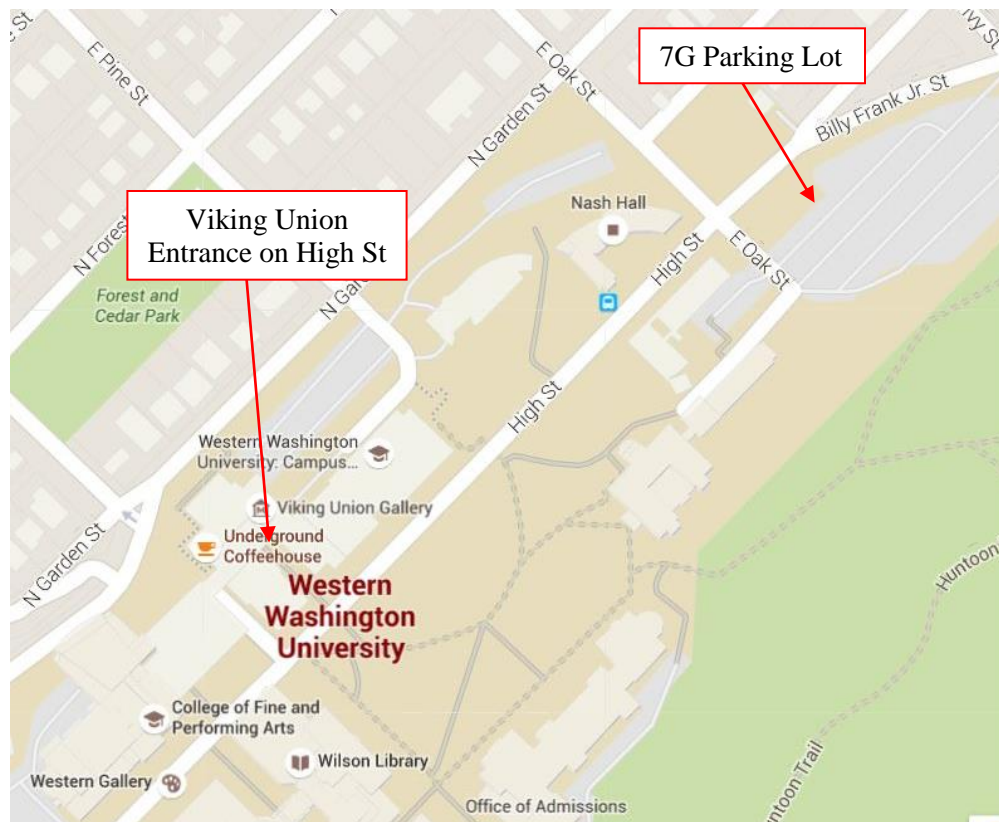 E Pine St
E Oak St
7G Parking Lot
Ivy St
N Garden St
Billy Frank Jr. St
Nash Hall
Viking Union
Entrance on High St
N Forest
High St
E Oak St
Forest and
Cedar Park
N Gar
High St
Western Washington
University: Campus...
Viking Union Gallery
Underground
Coffeehouse
N Garden St
Huntoon
Western
Washington
University
College of Fine and
Performing Arts
Wilson Library
Western Gallery
Office of Admissions
ntoon Trail